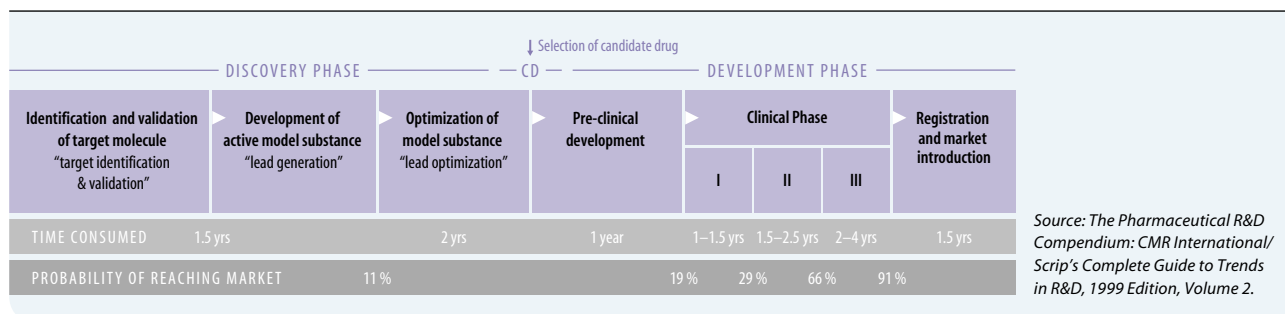 Selection of candidate drug
DISCOVERY PHASE CD DEVELOPMENT PHASE
Identification and validation
of target molecule
“target identification
& validation”
Development of
active model substance
“lead generation”
Optimization of
model substance
“lead optimization”
Pre-clinical
development
Clinical Phase
I II III
Registration
and market
introduction
TIME CONSUMED 1.5 yrs 2 yrs 1 year 1–1.5 yrs 1.5–2.5 yrs 2–4 yrs 1.5 yrs
PROBABILITY OF REACHING MARKET 11 % 19 % 29 % 66 % 91 %
Source: The Pharmaceutical R&D
Compendium: CMR International/
Scrip’s Complete Guide to Trends
in R&D, 1999 Edition, Volume 2.